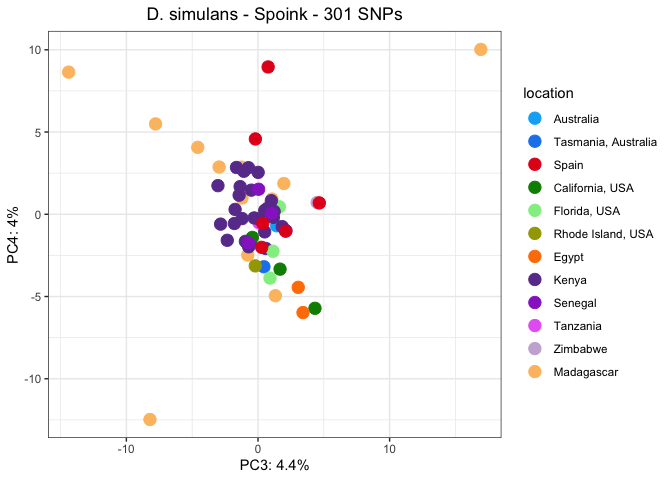 D. simulans - Spoink - 301 SNPs
PC4: 4%
10
5
0
-5
-10
-10
0
10
PC3: 4.4%
location
Australia
Tasmania, Australia
Spain
California, USA
Florida, USA
Rhode Island, USA
Egypt
Kenya
Senegal
Tanzania
Zimbabwe
Madagascar